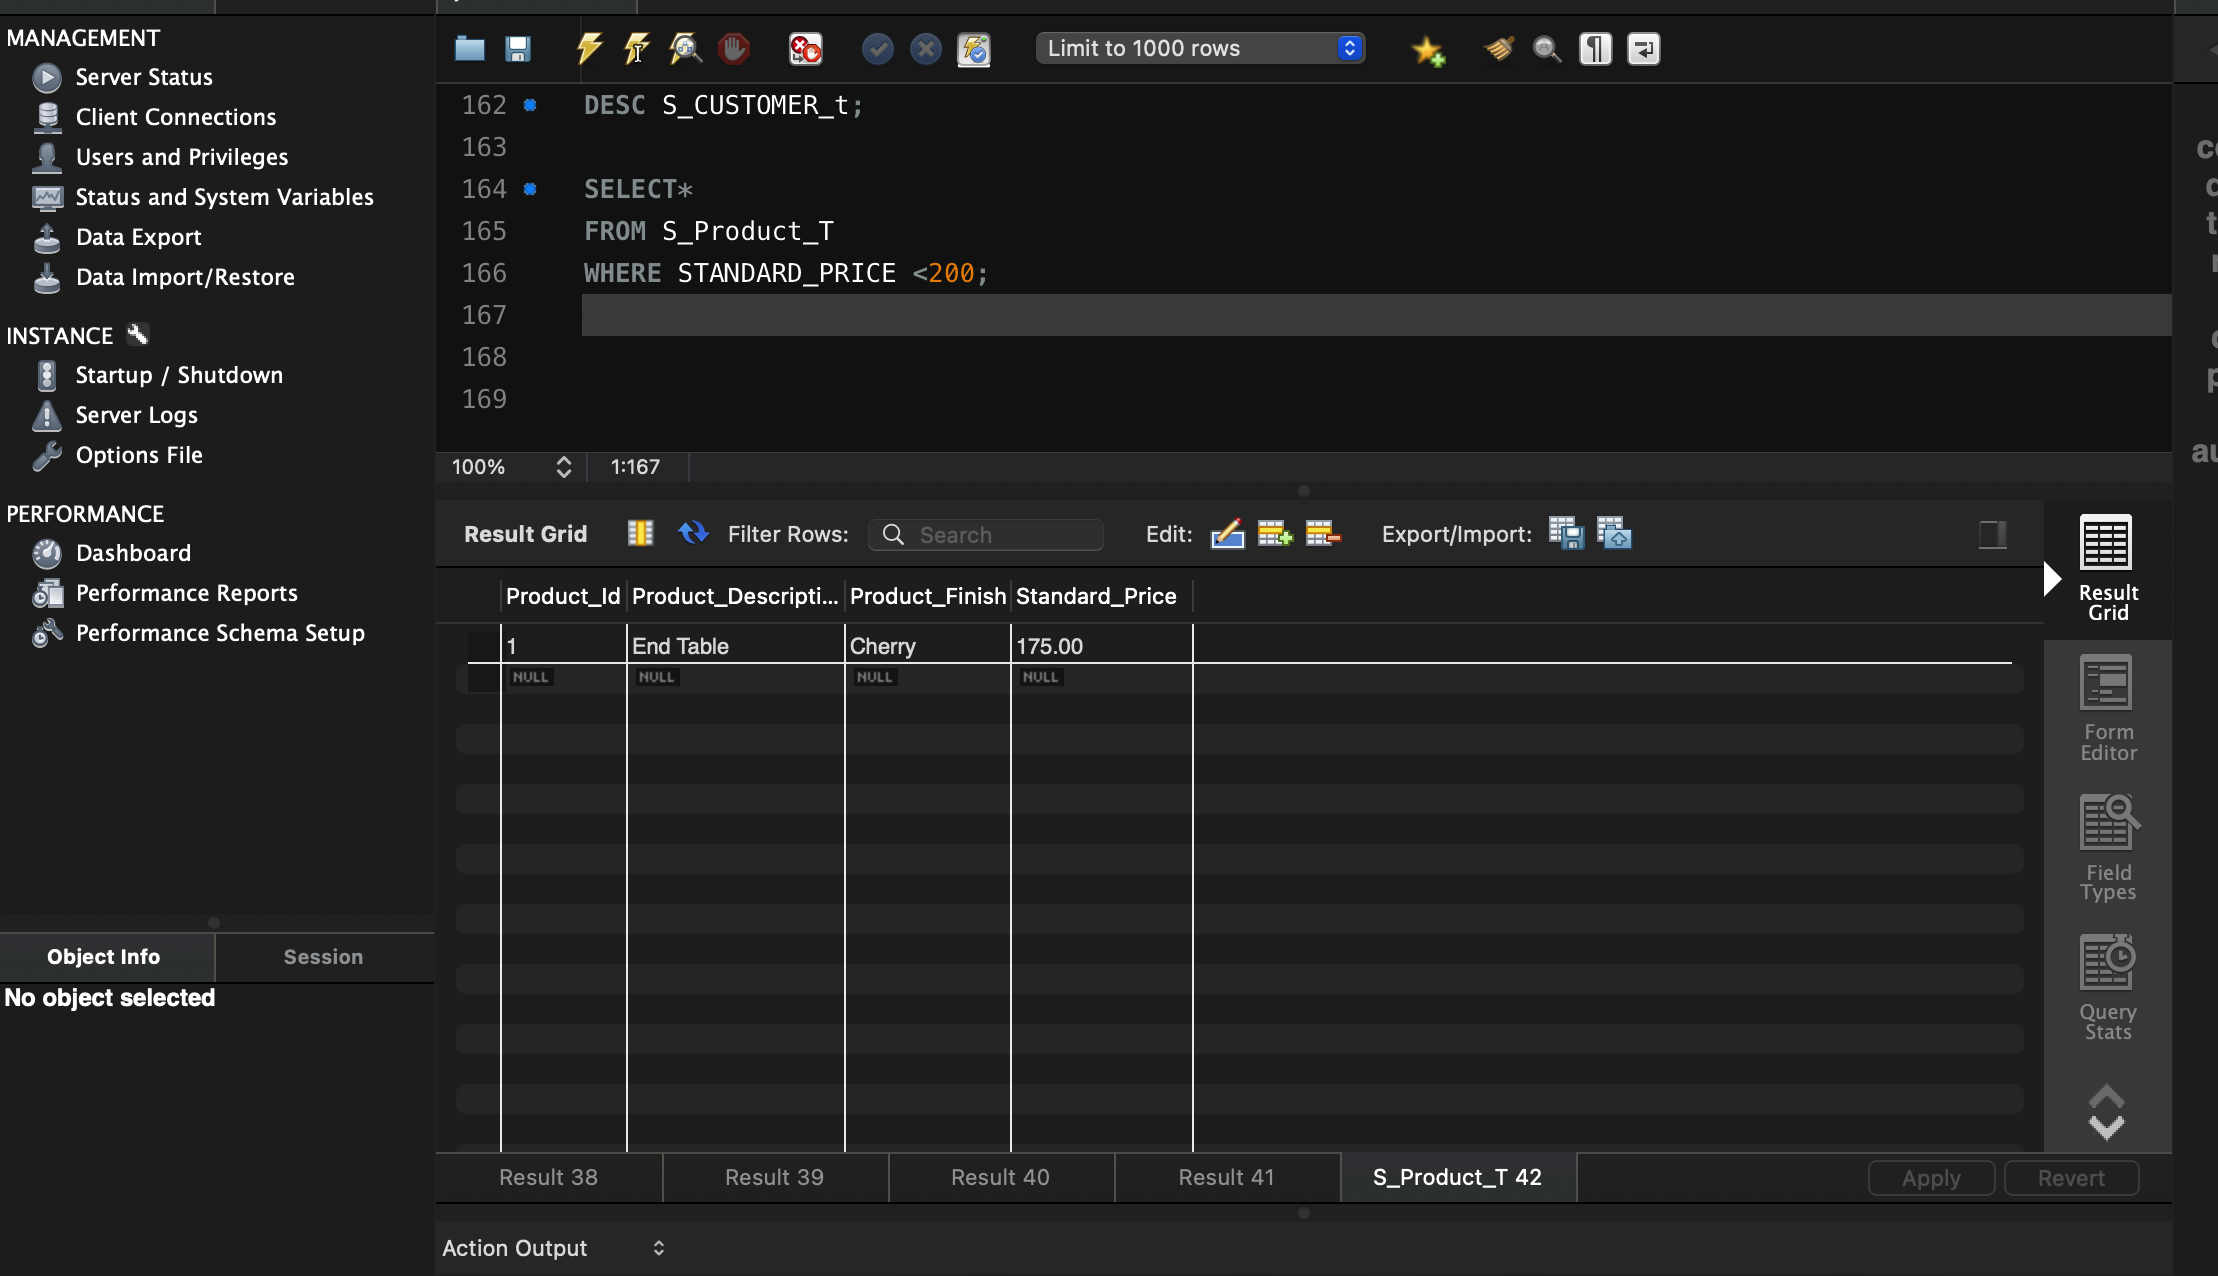 MANAGEMENT
Server Status
Client Connections
Users and Privileges
Status and System Variables
Data Export
Data Import/Restore
INSTANCE
Startup / Shutdown
Server Logs
Options File
PERFORMANCE
Dashboard
Performance Reports
Performance Schema Setup
Object Info Session
No object selected
Limit to 1000 rows
162 DESC S_CUSTOMER_t;
163
164 SELECT*
165 FROM S_Product_T
166 WHERE STANDARD_PRICE <200;
167
168
169
100% 1:167
Result Grid Filter Rows: Search Edit: Export/Import:
Product_Id Product_Descripti... Product_Finish Standard_Price
1 End Table Cherry 175.00
NULL NULL NULL NULL
Result Grid
Form Editor
Field Types
Query Stats
Result 38 Result 39 Result 40 Result 41 S_Product_T 42 Apply Revert
Action Output